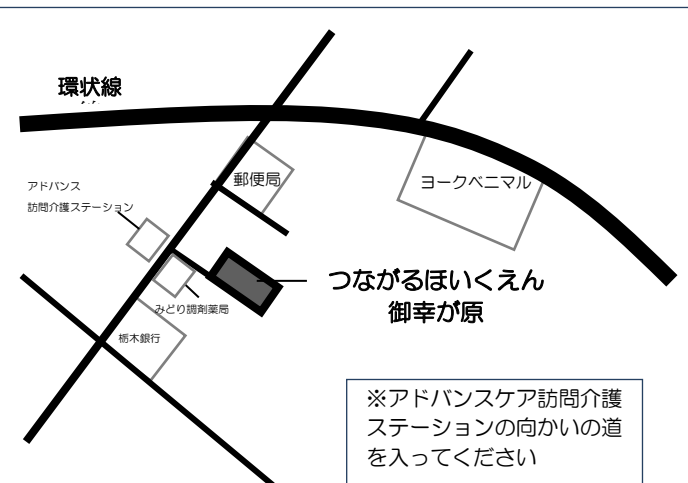 環状線
郵便局
ヨークベニマル
アドバンス
訪問介護ステーション
つながるほいくえん
御幸が原
みどり調剤薬局
栃木銀行
※アドバンスケア訪問介護
ステーションの向かいの道
を入ってください